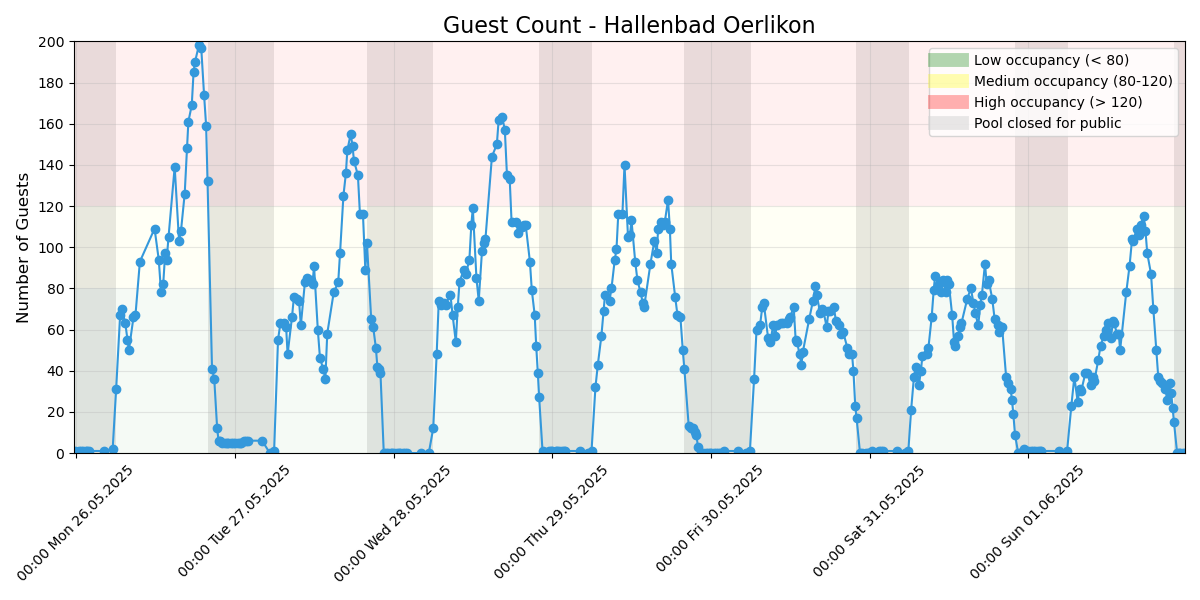 Guest Count - Hallenbad Oerlikon
Number of Guests
200
180
160
140
120
100
80
60
40
20
0
Low occupancy (< 80)
Medium occupancy (80-120)
High occupancy (> 120)
Pool closed for public
00:00 Mon 26.05.2025
00:00 Tue 27.05.2025
00:00 Wed 28.05.2025
00:00 Thu 29.05.2025
00:00 Fri 30.05.2025
00:00 Sat 31.05.2025
00:00 Sun 01.06.2025